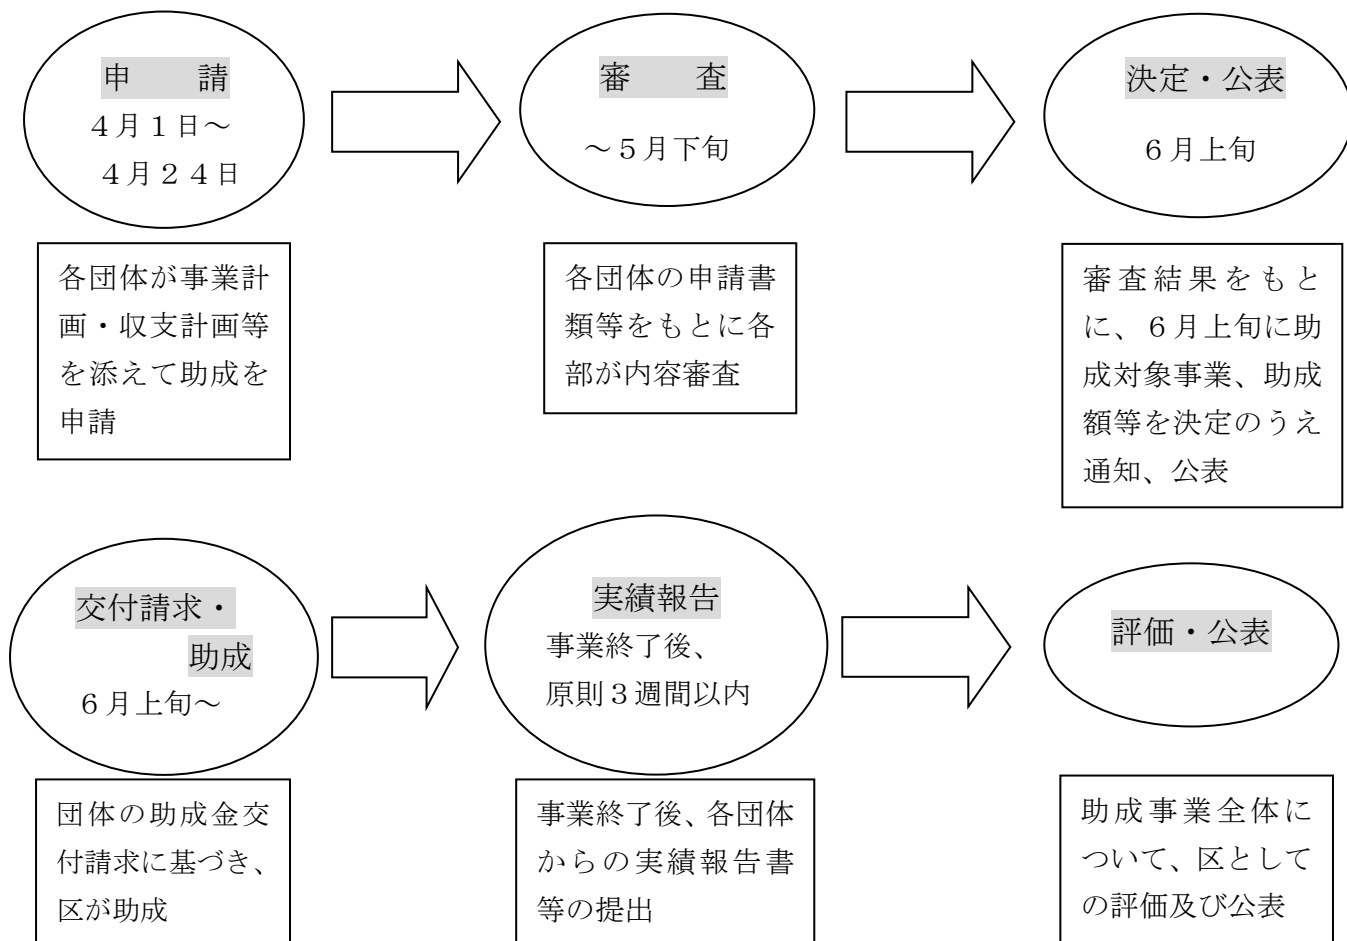 申　請
４月１日～
４月２４日
各団体が事業計
画・収支計画等
を添えて助成を
申請
審　査
～５月下旬
各団体の申請書
類等をもとに各
部が内容審査
決定・公表
６月上旬
審査結果をもと
に、６月上旬に助
成対象事業、助成
額等を決定のうえ
通知、公表
交付請求・
助成
６月上旬～
団体の助成金交
付請求に基づき、
区が助成
実績報告
事業終了後、
原則３週間以内
事業終了後、各団体
からの実績報告書
等の提出
評価・公表
助成事業全体に
ついて、区として
の評価及び公表